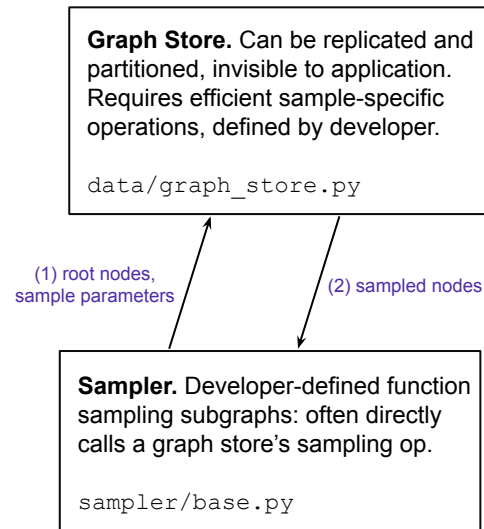 Graph Store. Can be replicated and
partitioned, invisible to application.
Requires efficient sample-specific
operations, defined by developer.
data/graph_store.py
(1) root nodes,
sample parameters
(2) sampled nodes
Sampler. Developer-defined function
sampling subgraphs: often directly
calls a graph store's sampling op.
sampler/base.py